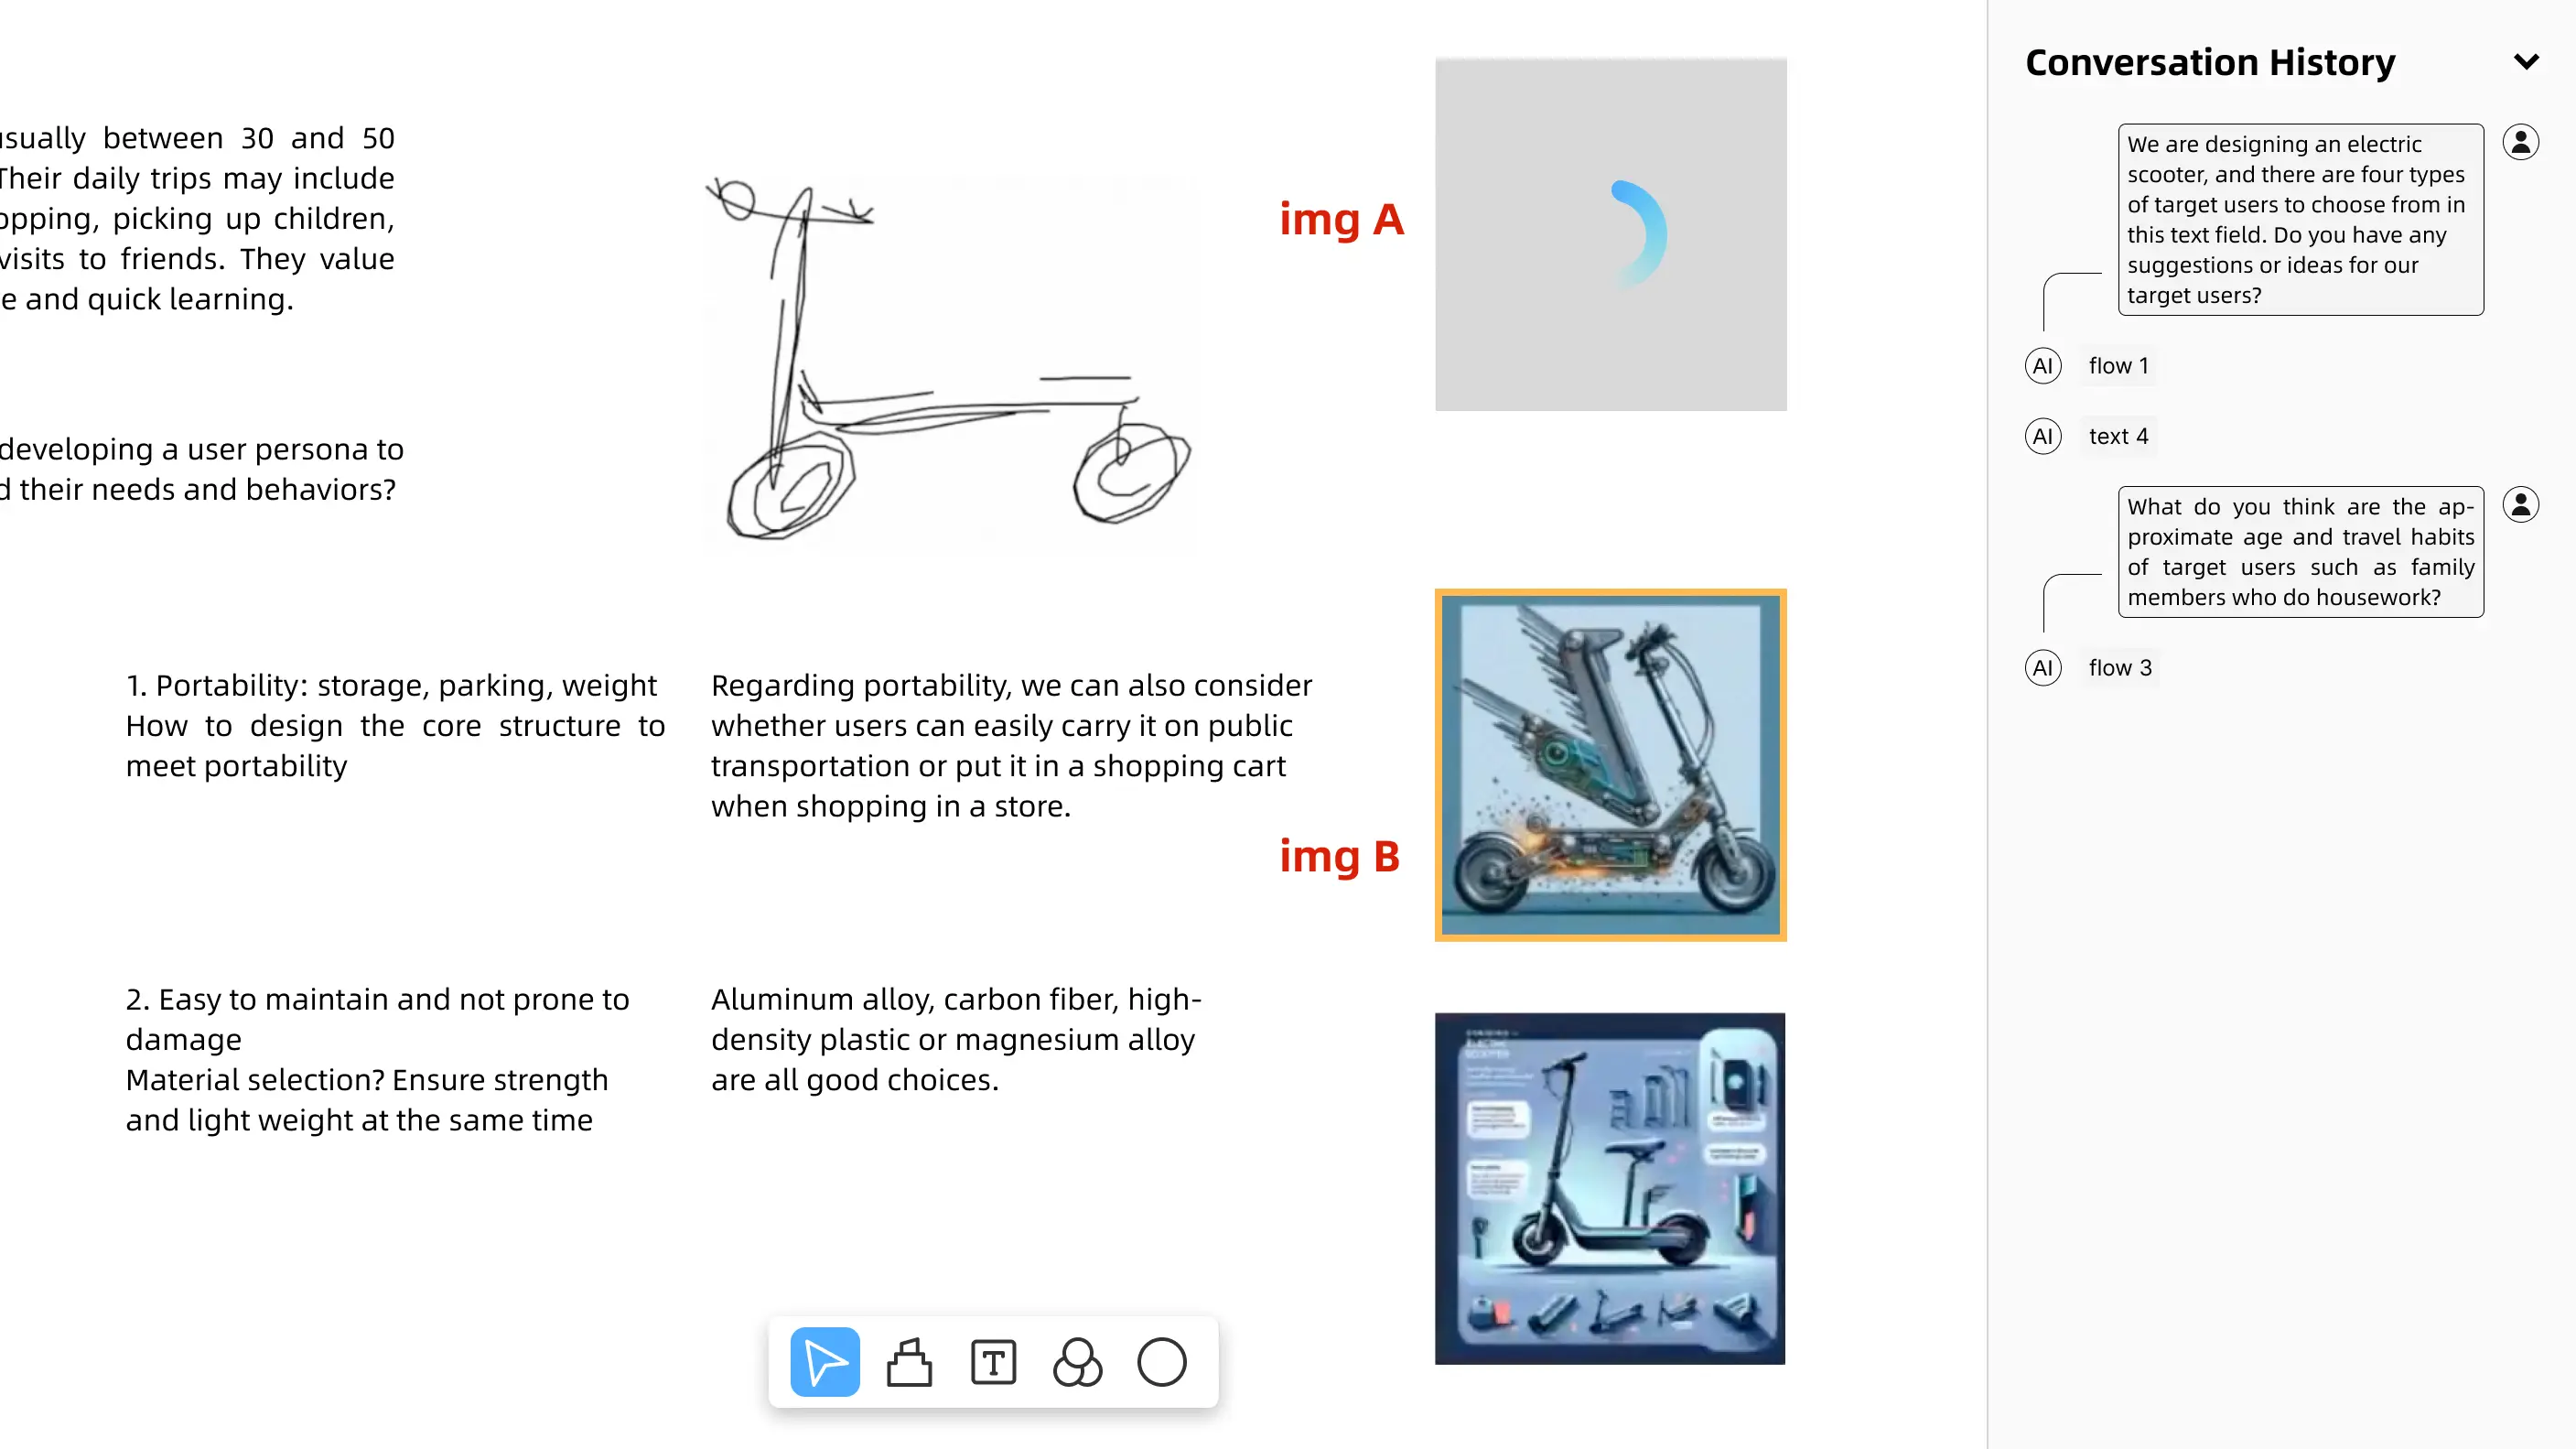 usually between 30 and 50
Their daily trips may include
opping, picking up children,
visits to friends. They value
e and quick learning.
developing a user persona to
d their needs and behaviors?
img A
1. Portability: storage, parking, weight
How to design the core structure to
meet portability
Regarding portability, we can also consider
whether users can easily carry it on public
transportation or put it in a shopping cart
when shopping in a store.
img B
2. Easy to maintain and not prone to
damage
Material selection? Ensure strength
and light weight at the same time
Aluminum alloy, carbon fiber, high-
density plastic or magnesium alloy
are all good choices.
T
Conversation History
We are designing an electric
scooter, and there are four types
of target users to choose from in
this text field. Do you have any
suggestions or ideas for our
target users?
AI flow 1
AI text 4
What do you think are the ap-
proximate age and travel habits
of target users such as family
members who do housework?
AI flow 3